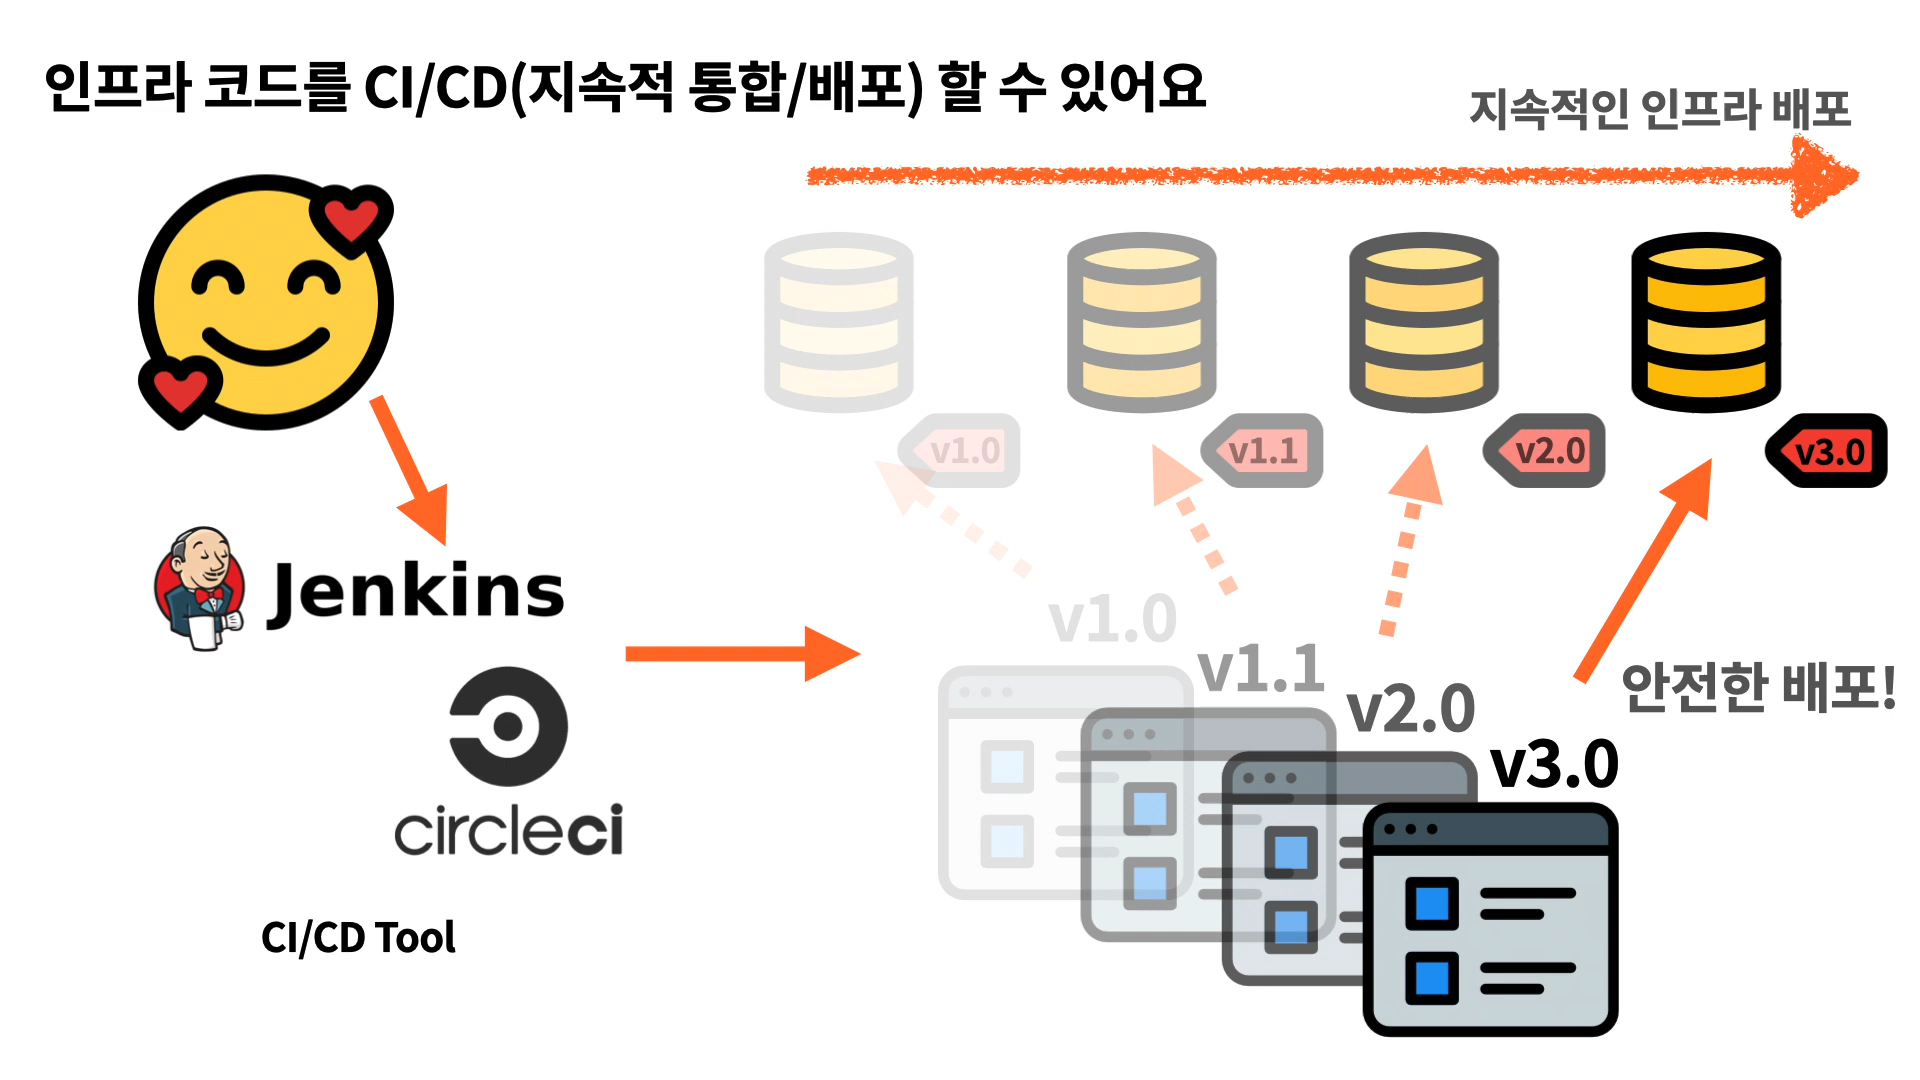 인프라 코드를 CI/CD(지속적 통합/배포) 할 수 있어요
지속적인 인프라 배포
v1.0
v1.1
v2.0
v3.0
Jenkins
circleci
CI/CD Tool
v1.0
v1.1
v2.0
v3.0
안전한 배포!